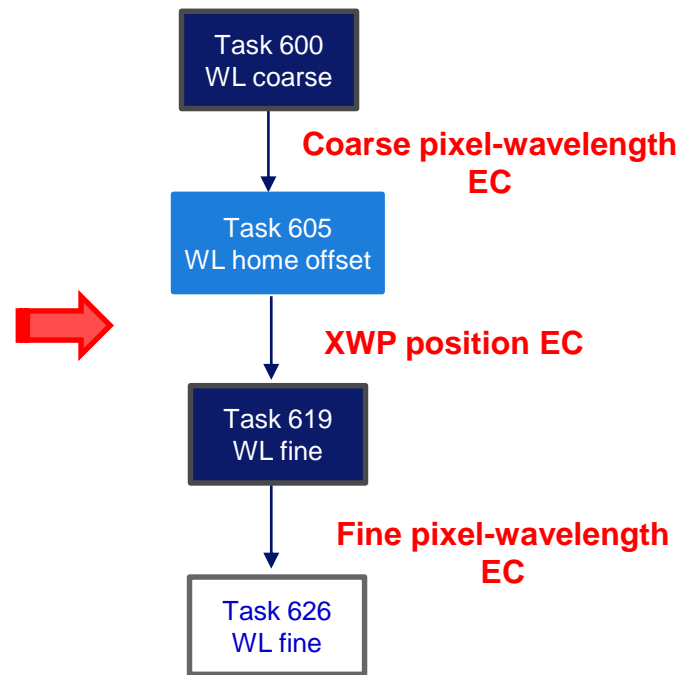 Task 600
WL coarse
Coarse pixel-wavelength
EC
Task 605
WL home offset
XWP position EC
Task 619
WL fine
Fine pixel-wavelength
EC
Task 626
WL fine